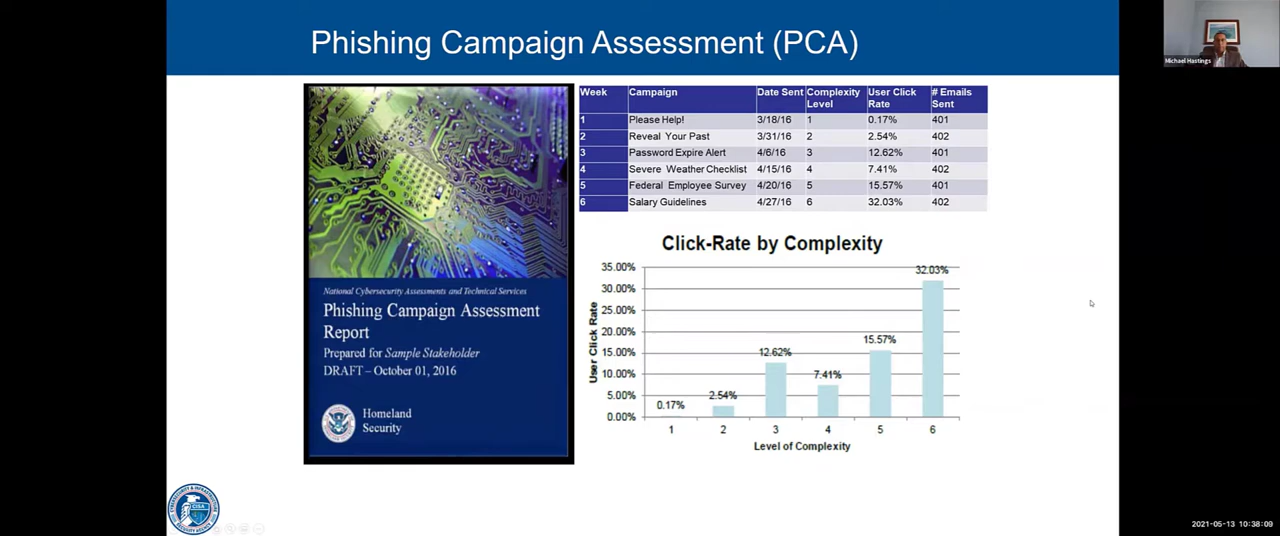 Phishing Campaign Assessment (PCA)
Michael Hastings
National Cybersecurity Assessments and Technical Services
Phishing Campaign Assessment
Report
Prepared for Sample Stakeholder
DRAFT – October 01, 2016
Homeland
Security
Week Campaign Date Sent Complexity Level User Click Rate # Emails Sent
1 Please Help! 3/18/16 1 0.17% 401
2 Reveal Your Past 3/31/16 2 2.54% 402
3 Password Expire Alert 4/6/16 3 12.62% 401
4 Severe Weather Checklist 4/15/16 4 7.41% 402
5 Federal Employee Survey 4/20/16 5 15.57% 401
6 Salary Guidelines 4/27/16 6 32.03% 402
Click-Rate by Complexity
User Click Rate
35.00%
30.00%
25.00%
20.00%
15.00%
10.00%
5.00%
0.00%
0.17%
2.54%
12.62%
7.41%
15.57%
32.03%
1 2 3 4 5 6
Level of Complexity
CISA
2021-05-13 10:38:09